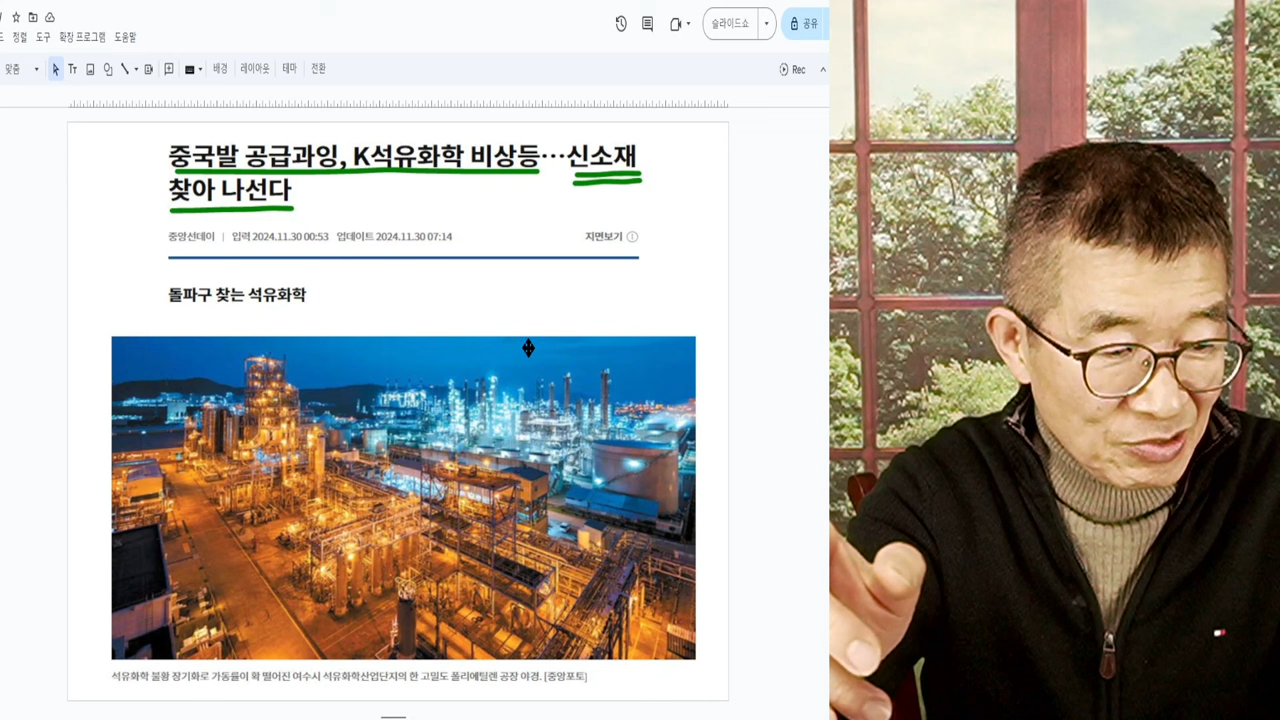 정렬 도구 확장 프로그램 도움말
슬라이드쇼
공유
맞춤
Tт
배경 레이아웃 테마 전환
Rec
중국발 공급과잉, K석유화학 비상등…신소재
찾아 나선다
중앙선데이 | 입력 2024.11.30 00:53 업데이트 2024.11.30 07:14
지면보기
돌파구 찾는 석유화학
석유화학 불황 장기화로 가동률이 확 떨어진 여수시 석유화학산업단지의 한 고밀도 폴리에틸렌 공장 야경. [중앙포토]